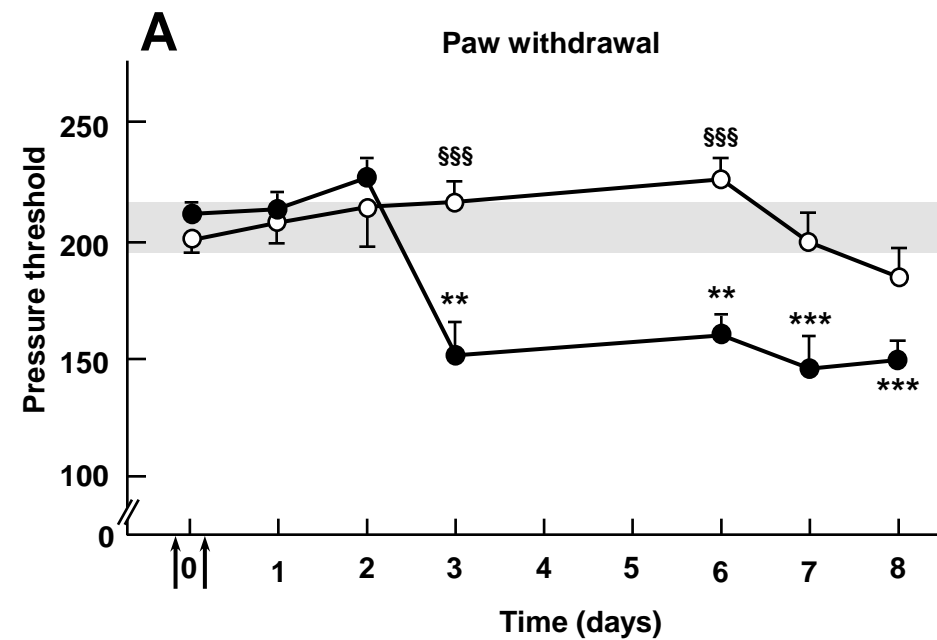 A
Paw withdrawal
Pressure threshold
250
200
150
100
0
§§§
§§§
**
**
***
***
0 1 2 3 4 5 6 7 8
Time (days)